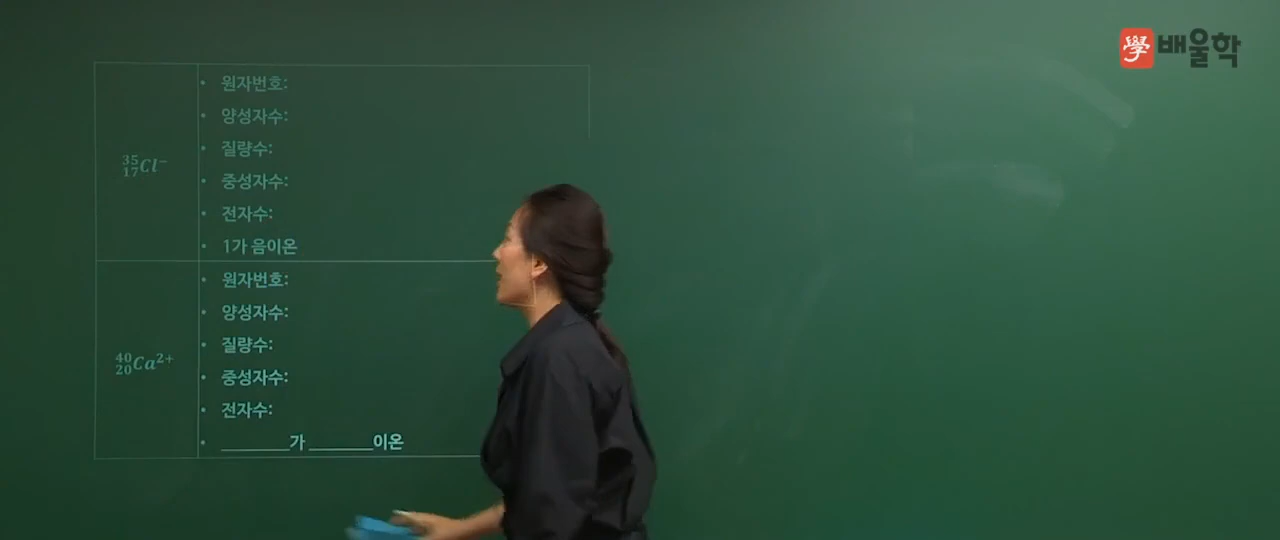 學배울학
원자번호:
양성자수:
질량수:
³⁵₁₇Cl⁻
중성자수:
전자수:
1가 음이온
원자번호:
양성자수:
질량수:
⁴⁰₂₀Ca²⁺
중성자수:
전자수:
_______가 _______이온